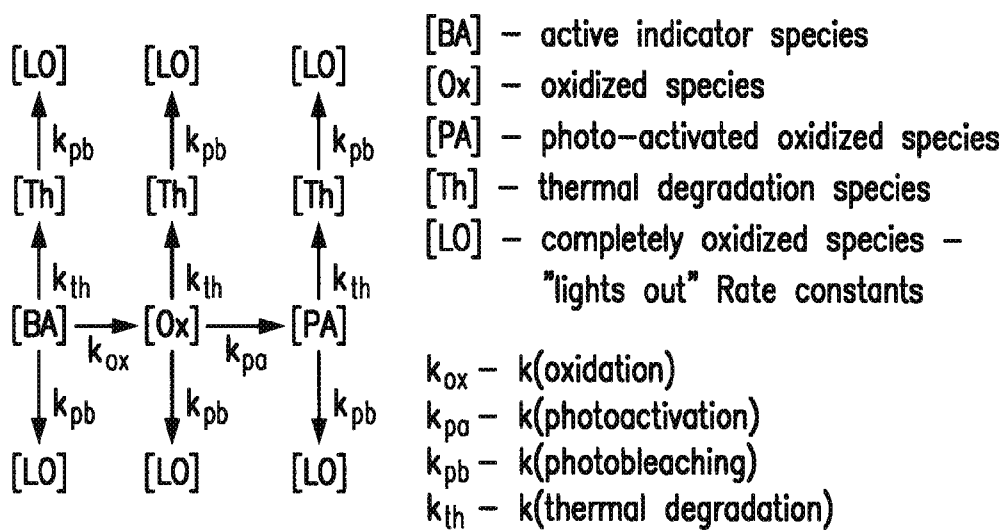 [LO] [LO] [LO]
k_pb k_pb k_pb
[Th] [Th] [Th]
k_th k_th k_th
[BA] [Ox] [PA]
k_ox k_pa
k_pb k_pb k_pb
[LO] [LO] [LO]
[BA] – active indicator species
[Ox] – oxidized species
[PA] – photo–activated oxidized species
[Th] – thermal degradation species
[LO] – completely oxidized species –
"lights out" Rate constants
k_ox – k(oxidation)
k_pa – k(photoactivation)
k_pb – k(photobleaching)
k_th – k(thermal degradation)